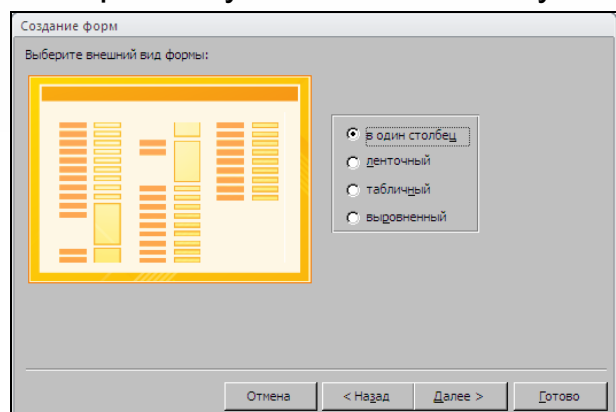 Создание форм
Выберите внешний вид формы:
в один столбец
ленточный
табличный
выровненный
Отмена
< Назад
Далее >
Готово